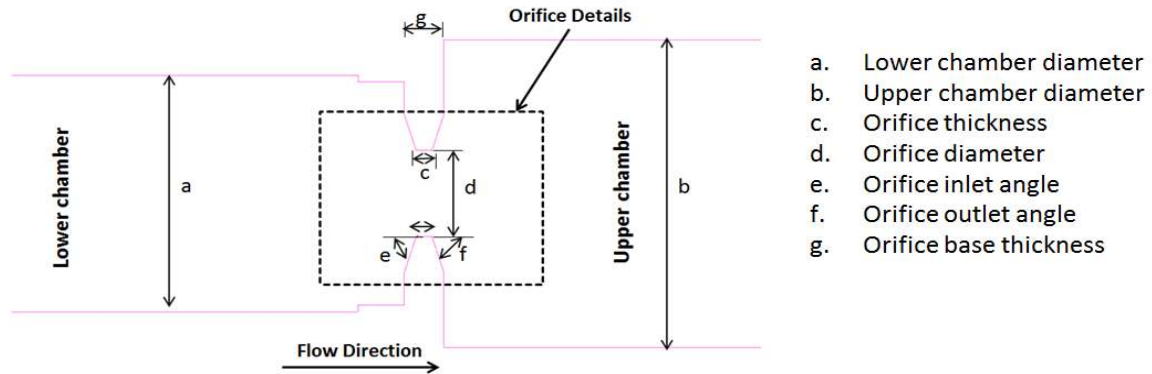 g
Orifice Details
Lower chamber
a
c
d
e
f
Upper chamber
b
Flow Direction
a. Lower chamber diameter
b. Upper chamber diameter
c. Orifice thickness
d. Orifice diameter
e. Orifice inlet angle
f. Orifice outlet angle
g. Orifice base thickness